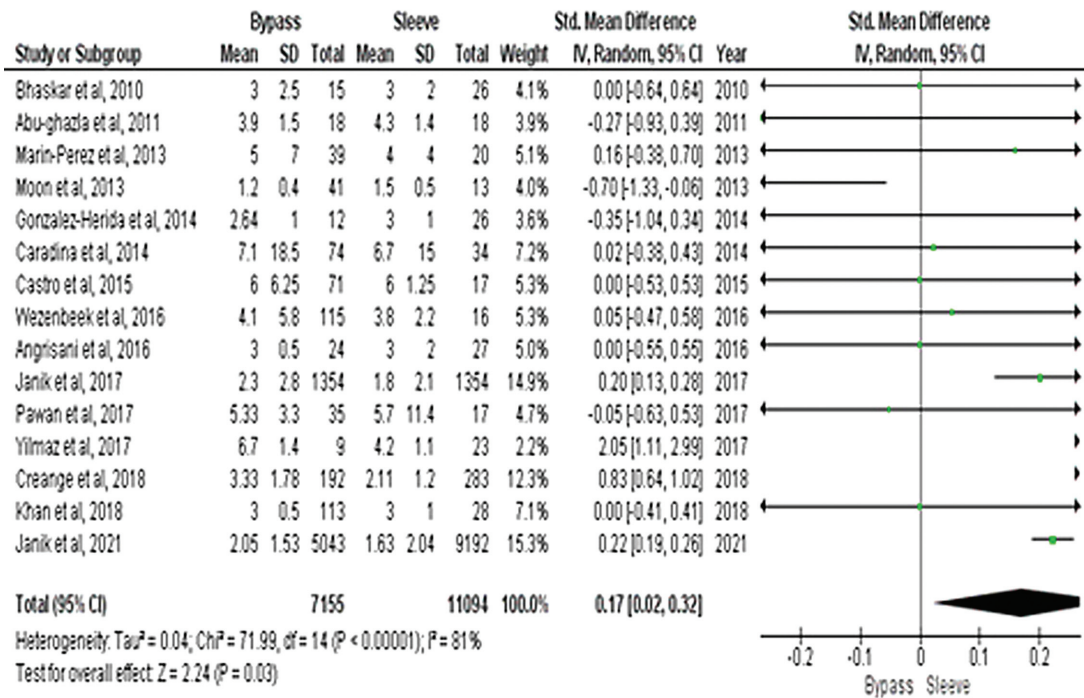 Bypass Sleeve Std. Mean Difference Std. Mean Difference
Study or Subgroup Mean SD Total Mean SD Total Weight IV, Random, 95% CI Year IV, Random, 95% CI
Bhaskar et al, 2010 3 2.5 15 3 2 26 4.1% 0.00 [-0.64, 0.64] 2010
Abu-ghazla et al, 2011 3.9 1.5 18 4.3 1.4 18 3.9% -0.27 [-0.93, 0.39] 2011
Marin-Perez et al, 2013 5 7 39 4 4 20 5.1% 0.16 [-0.38, 0.70] 2013
Moon et al, 2013 1.2 0.4 41 1.5 0.5 13 4.0% -0.70 [-1.33, -0.06] 2013
Gonzalez-Herida et al, 2014 2.64 1 12 3 1 26 3.6% -0.35 [-1.04, 0.34] 2014
Caradina et al, 2014 7.1 18.5 74 6.7 15 34 7.2% 0.02 [-0.38, 0.43] 2014
Castro et al, 2015 6 6.25 71 6 1.25 17 5.3% 0.00 [-0.53, 0.53] 2015
Wezenbeek et al, 2016 4.1 5.8 115 3.8 2.2 16 5.3% 0.05 [-0.47, 0.58] 2016
Angrisani et al, 2016 3 0.5 24 3 2 27 5.0% 0.00 [-0.55, 0.55] 2016
Janik et al, 2017 2.3 2.8 1354 1.8 2.1 1354 14.9% 0.20 [0.13, 0.28] 2017
Pawan et al, 2017 5.33 3.3 35 5.7 11.4 17 4.7% -0.05 [-0.63, 0.53] 2017
Yilmaz et al, 2017 6.7 1.4 9 4.2 1.1 23 2.2% 2.05 [1.11, 2.99] 2017
Creange et al, 2018 3.33 1.78 192 2.11 1.2 283 12.3% 0.83 [0.64, 1.02] 2018
Khan et al, 2018 3 0.5 113 3 1 28 7.1% 0.00 [-0.41, 0.41] 2018
Janik et al, 2021 2.05 1.53 5043 1.63 2.04 9192 15.3% 0.22 [0.19, 0.26] 2021
Total (95% CI) 7155 11094 100.0% 0.17 [0.02, 0.32]
Heterogeneity: Tau² = 0.04; Chi² = 71.99, df = 14 (P < 0.00001); I² = 81%
Test for overall effect: Z = 2.24 (P = 0.03)
-0.2 -0.1 0 0.1 0.2
Bypass Sleeve